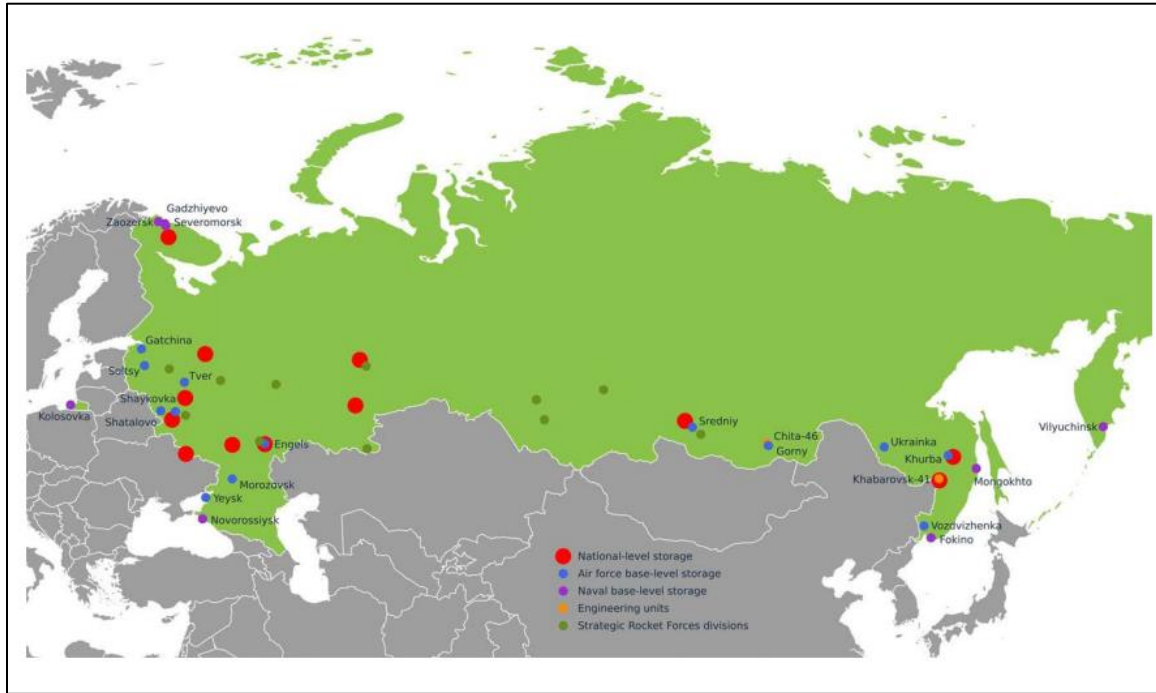 Gadzhiyevo
Zaozersk
Severomorsk
Gatchina
Soltsy
Tver
Shaykovka
Kolosovka
Shatalovo
Engels
Morozovsk
Yeysk
Novorossiysk
Sredniy
Chita-46
Gorny
Ukrainka
Khurba
Vilyuchinsk
Mongokhto
Khabarovsk-41
Vozdvizhenka
Fokino
National-level storage
Air force base-level storage
Naval base-level storage
Engineering units
Strategic Rocket Forces divisions